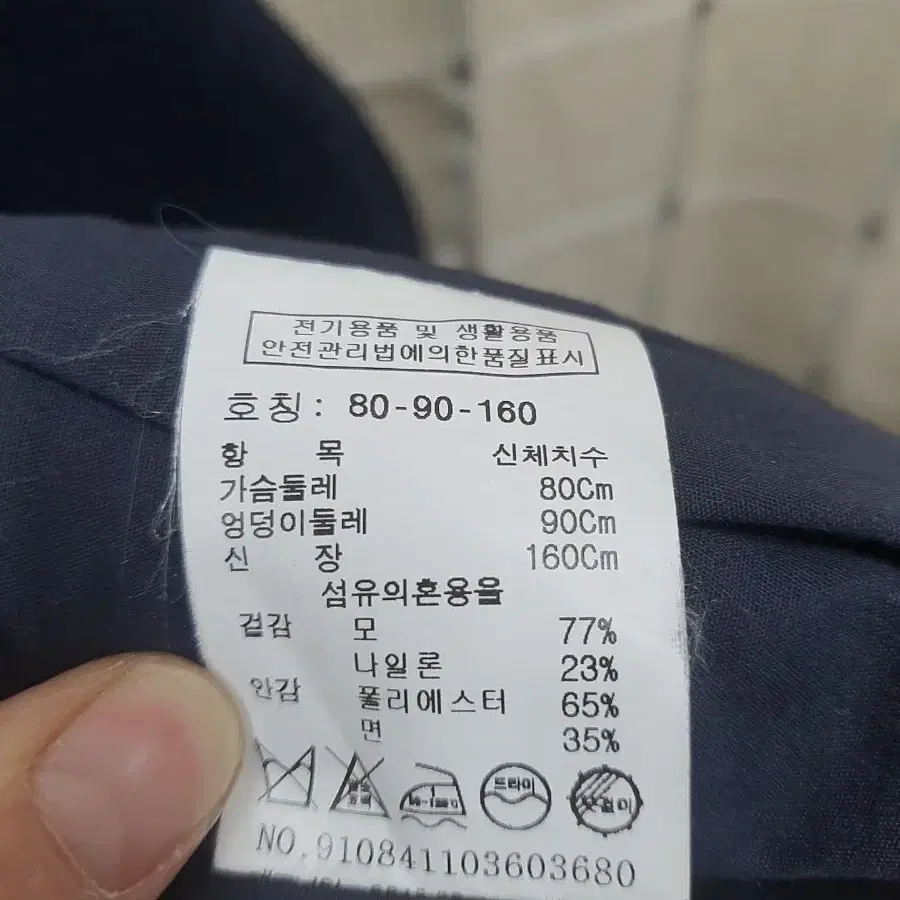 전기용품 및 생활용품
안전관리법에의한품질표시
호칭: 80-90-160
항 목 신체치수
가슴둘레 80Cm
엉덩이둘레 90Cm
신 장 160Cm
섬유의혼용율
겉감 모 77%
나일론 23%
안감 폴리에스터 65%
면 35%
드라이
NO.910841103603680